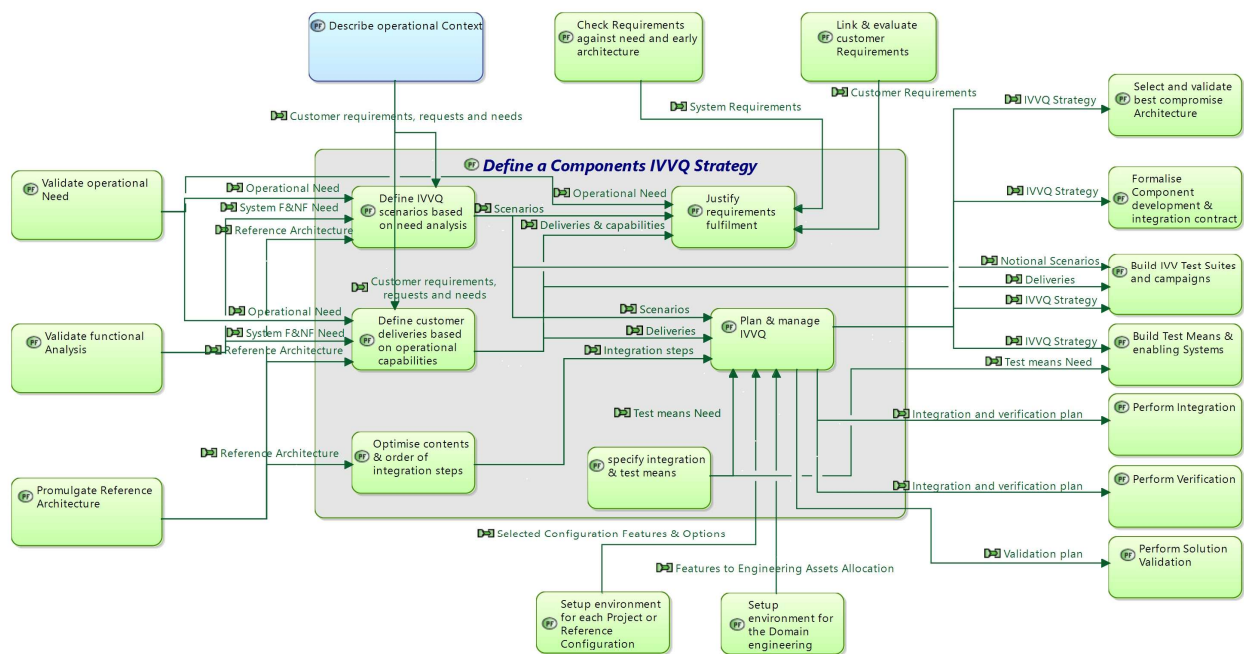 Describe operational Context
Check Requirements
against need and early
architecture
Link & evaluate
customer
Requirements
Select and validate
best compromise
Architecture
IVVQ Strategy
Customer Requirements
System Requirements
Customer requirements, requests and needs
Define a Components IVVQ Strategy
Validate operational
Need
Operational Need
System F&NF Need
Reference Architecture
Define IVVQ
scenarios based
on need analysis
Scenarios
Operational Need
Deliveries & capabilities
Justify
requirements
fulfilment
IVVQ Strategy
Formalise
Component
development &
integration contract
Notional Scenarios
Deliveries
IVVQ Strategy
Build IVV Test Suites
and campaigns
Customer requirements,
requests and needs
Operational Need
System F&NF Need
Reference Architecture
Validate functional
Analysis
Define customer
deliveries based
on operational
capabilities
Scenarios
Deliveries
Integration steps
Plan & manage
IVVQ
IVVQ Strategy
Test means Need
Build Test Means &
enabling Systems
Test means Need
Integration and verification plan
Perform Integration
Reference Architecture
Optimise contents
& order of
integration steps
specify integration
& test means
Promulgate Reference
Architecture
Integration and verification plan
Perform Verification
Selected Configuration Features & Options
Features to Engineering Assets Allocation
Validation plan
Perform Solution
Validation
Setup environment
for each Project or
Reference
Configuration
Setup
environment for
the Domain
engineering